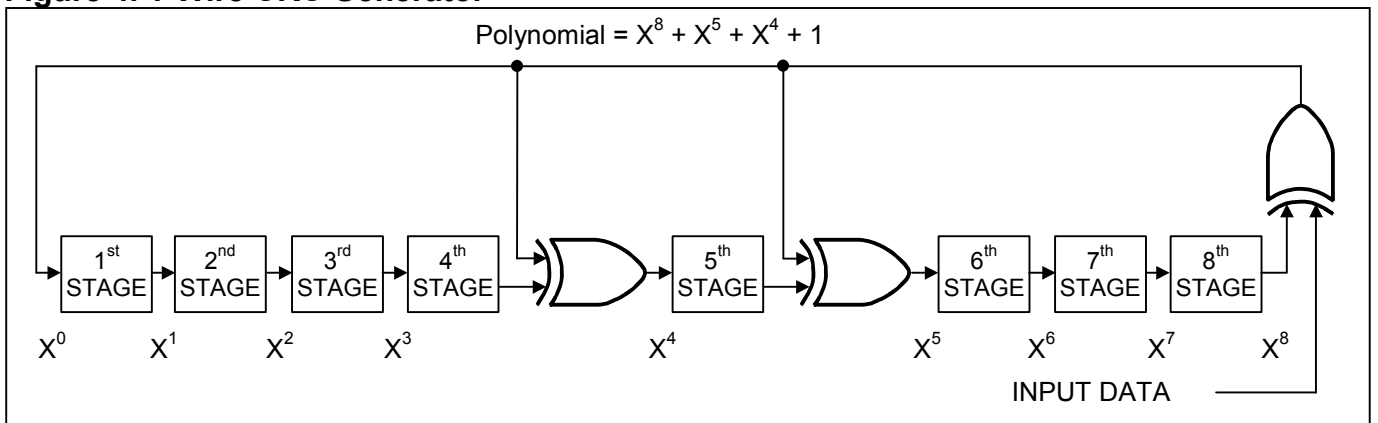 Polynomial = X⁸ + X⁵ + X⁴ + 1
1st STAGE
2nd STAGE
3rd STAGE
4th STAGE
5th STAGE
6th STAGE
7th STAGE
8th STAGE
X⁰ X¹ X² X³ X⁴ X⁵ X⁶ X⁷ X⁸
INPUT DATA